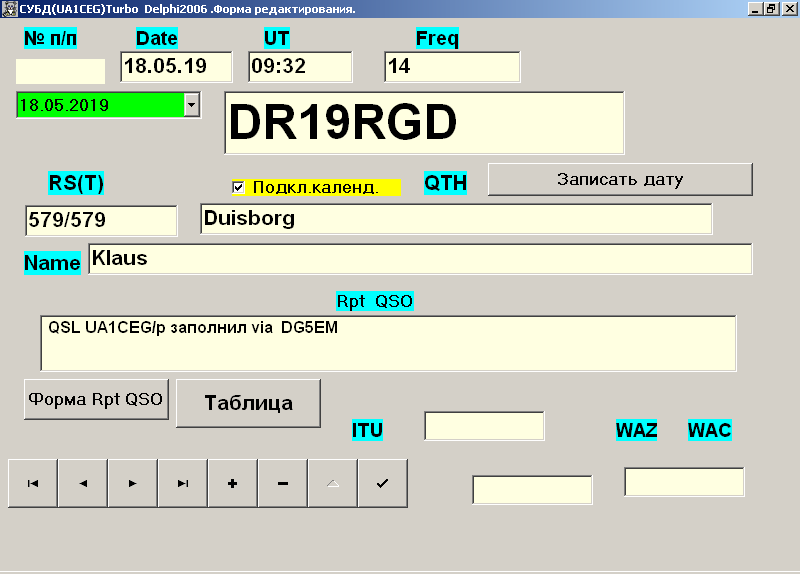 СУБД(UA1CEG)Turbo Delphi2006 .Форма редактирования.
№ п/п Date UT Freq
18.05.19 09:32 14
18.05.2019
DR19RGD
RS(T) Подкл.календ. QTH Записать дату
579/579 Duisborg
Name Klaus
Rpt QSO
QSL UA1CEG/p заполнил via DG5EM
Форма Rpt QSO Таблица
ITU WAZ WAC